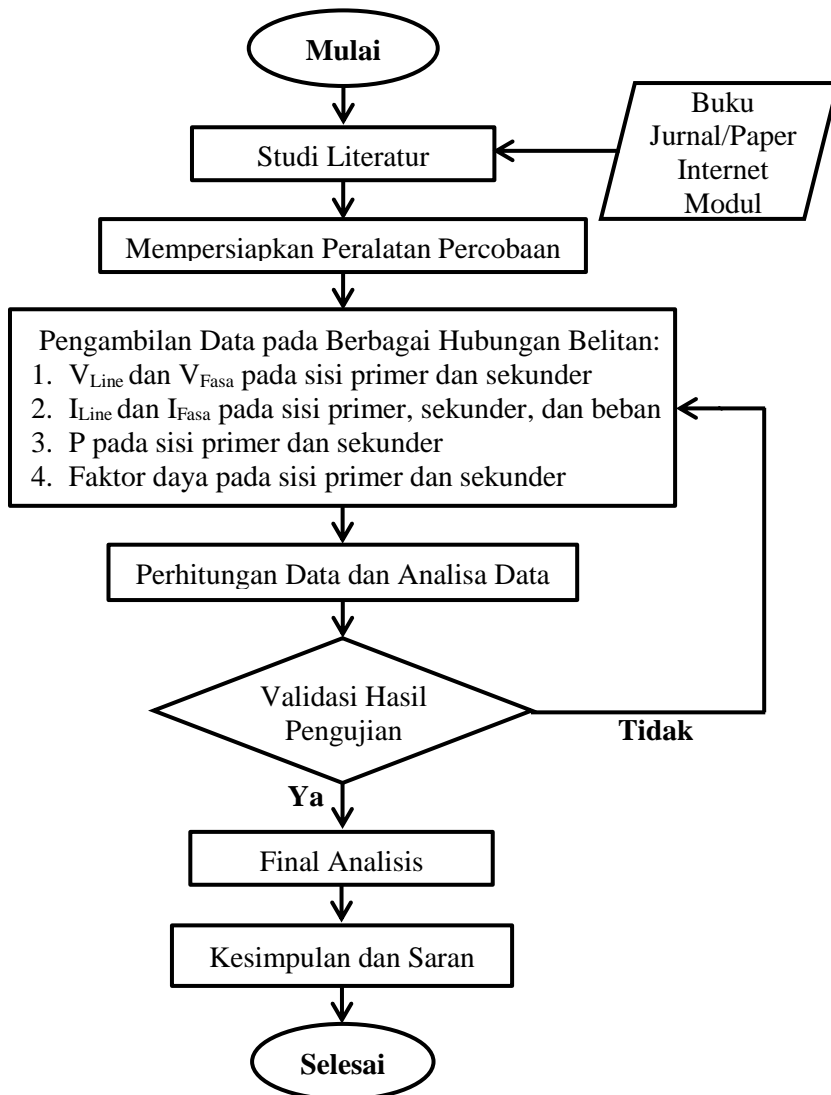 Mulai
Buku
Jurnal/Paper
Internet
Modul
Studi Literatur
Mempersiapkan Peralatan Percobaan
Pengambilan Data pada Berbagai Hubungan Belitan:
1. VLine dan VFasa pada sisi primer dan sekunder
2. ILine dan IFasa pada sisi primer, sekunder, dan beban
3. P pada sisi primer dan sekunder
4. Faktor daya pada sisi primer dan sekunder
Perhitungan Data dan Analisa Data
Validasi Hasil
Pengujian
Tidak
Ya
Final Analisis
Kesimpulan dan Saran
Selesai